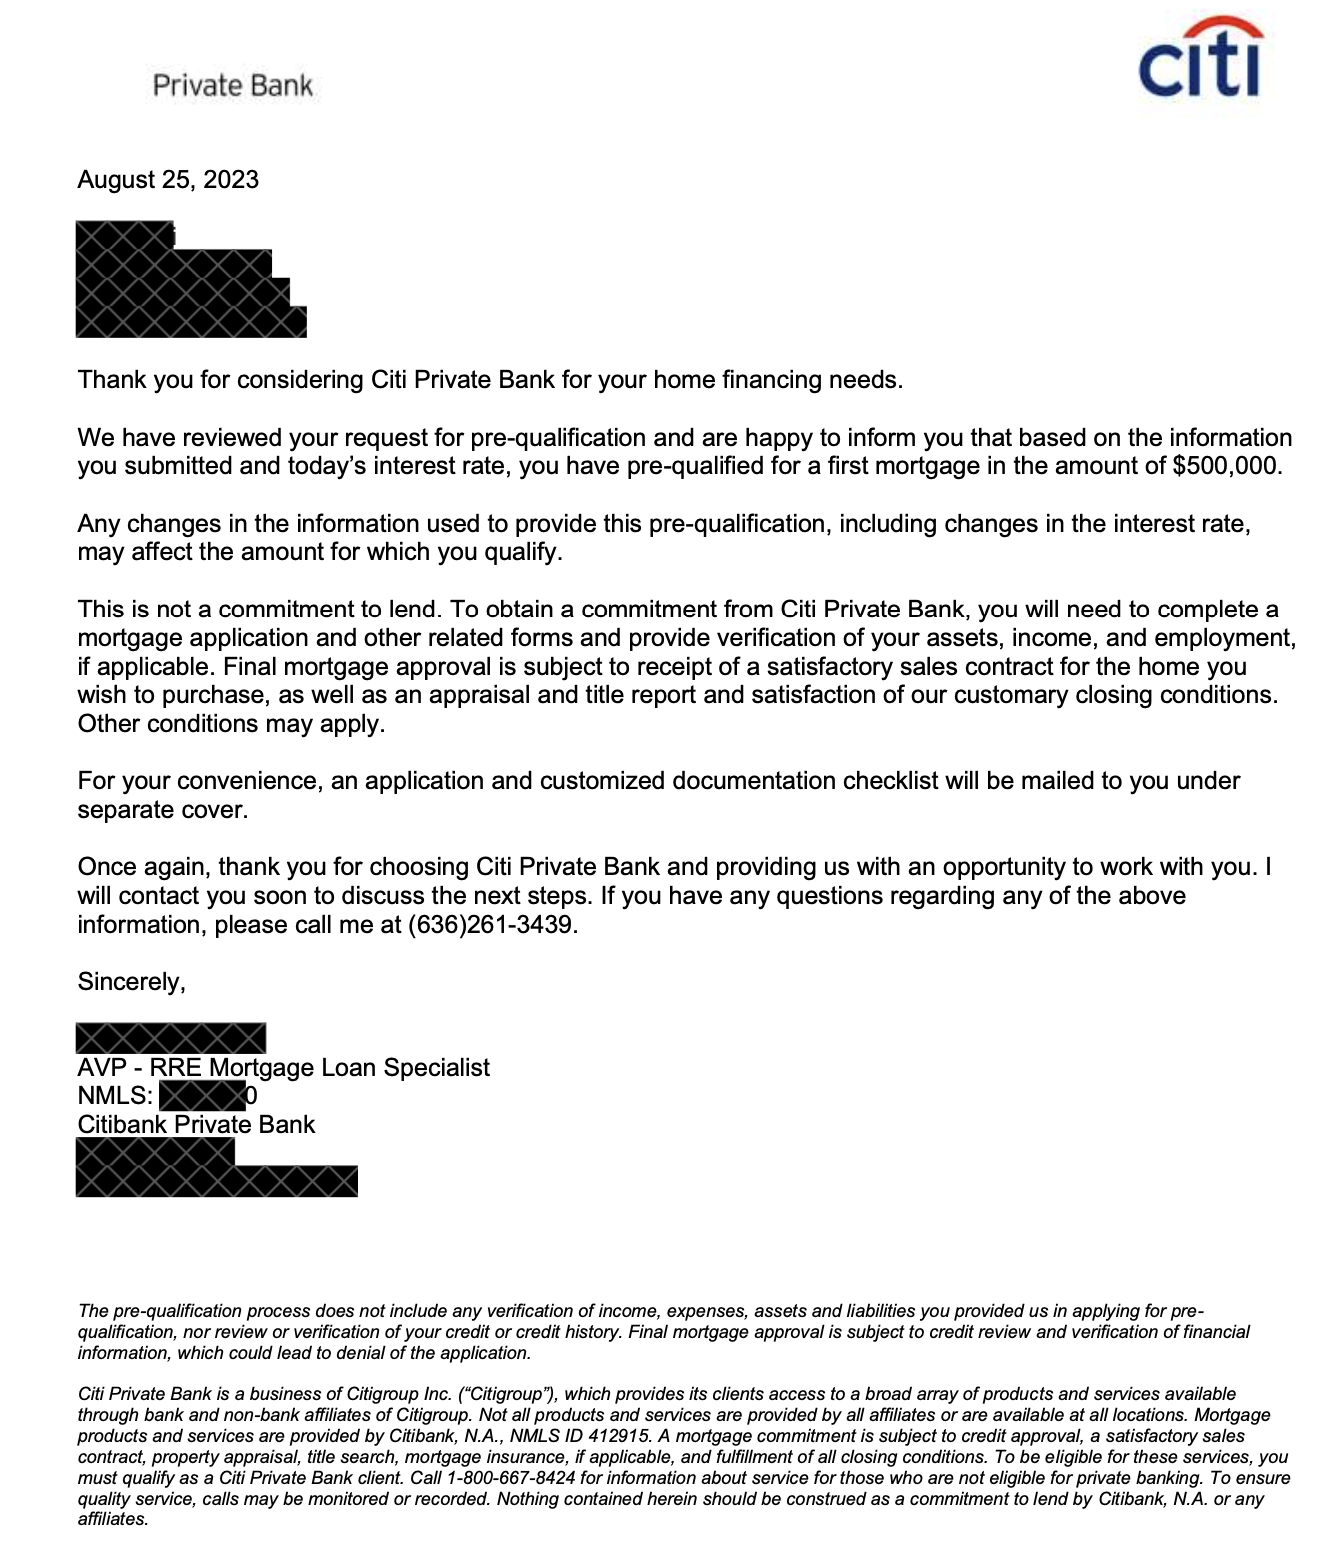 Private Bank
citi
August 25, 2023
Thank you for considering Citi Private Bank for your home financing needs.
We have reviewed your request for pre-qualification and are happy to inform you that based on the information
you submitted and today’s interest rate, you have pre-qualified for a first mortgage in the amount of $500,000.
Any changes in the information used to provide this pre-qualification, including changes in the interest rate,
may affect the amount for which you qualify.
This is not a commitment to lend. To obtain a commitment from Citi Private Bank, you will need to complete a
mortgage application and other related forms and provide verification of your assets, income, and employment,
if applicable. Final mortgage approval is subject to receipt of a satisfactory sales contract for the home you
wish to purchase, as well as an appraisal and title report and satisfaction of our customary closing conditions.
Other conditions may apply.
For your convenience, an application and customized documentation checklist will be mailed to you under
separate cover.
Once again, thank you for choosing Citi Private Bank and providing us with an opportunity to work with you. I
will contact you soon to discuss the next steps. If you have any questions regarding any of the above
information, please call me at (636)261-3439.
Sincerely,
AVP - RRE Mortgage Loan Specialist
NMLS: 0
Citibank Private Bank
The pre-qualification process does not include any verification of income, expenses, assets and liabilities you provided us in applying for pre-
qualification, nor review or verification of your credit or credit history. Final mortgage approval is subject to credit review and verification of financial
information, which could lead to denial of the application.
Citi Private Bank is a business of Citigroup Inc. (“Citigroup”), which provides its clients access to a broad array of products and services available
through bank and non-bank affiliates of Citigroup. Not all products and services are provided by all affiliates or are available at all locations. Mortgage
products and services are provided by Citibank, N.A., NMLS ID 412915. A mortgage commitment is subject to credit approval, a satisfactory sales
contract, property appraisal, title search, mortgage insurance, if applicable, and fulfillment of all closing conditions. To be eligible for these services, you
must qualify as a Citi Private Bank client. Call 1-800-667-8424 for information about service for those who are not eligible for private banking. To ensure
quality service, calls may be monitored or recorded. Nothing contained herein should be construed as a commitment to lend by Citibank, N.A. or any
affiliates.